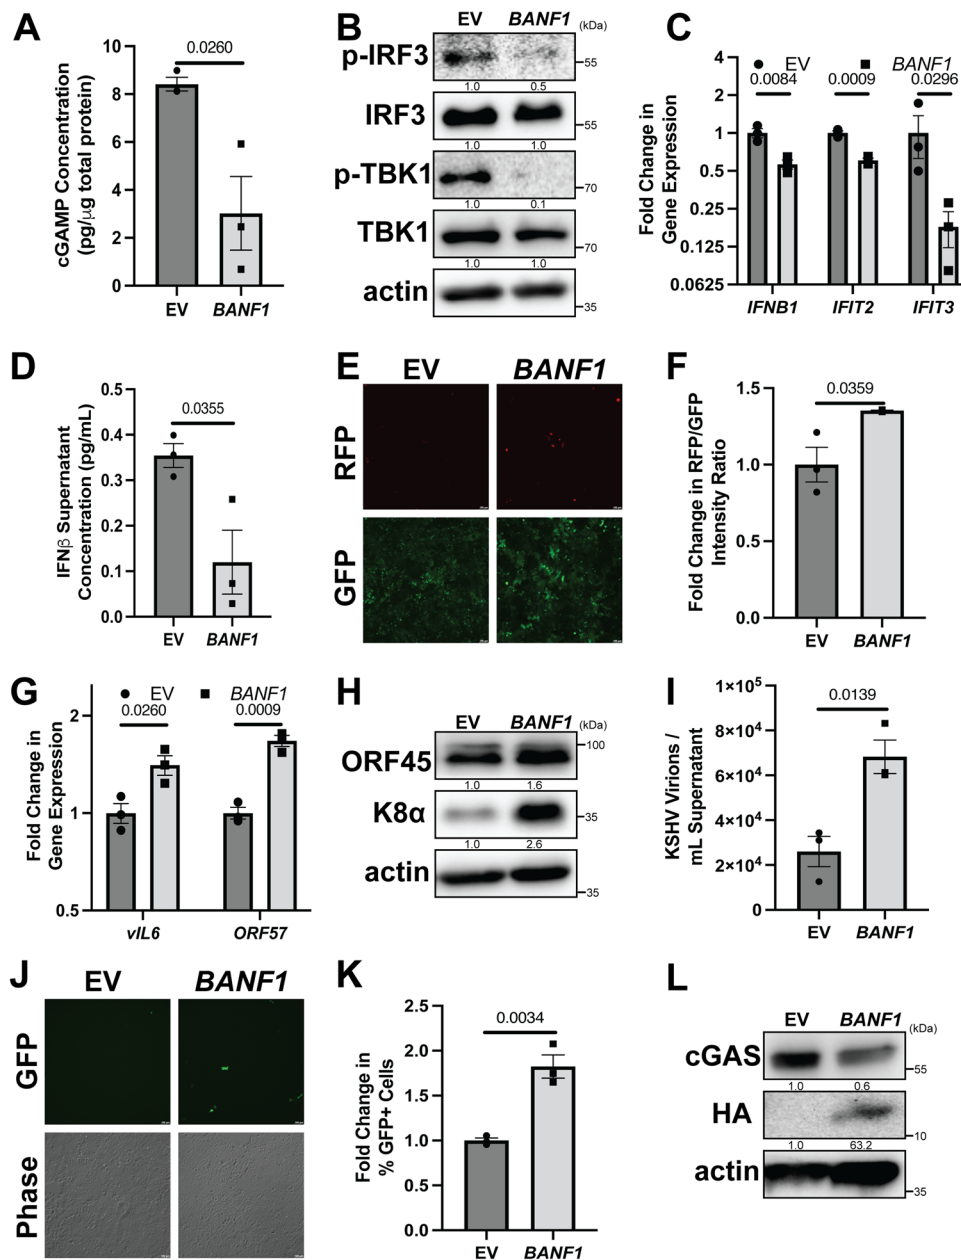 A
cGAMP Concentration
(pg/µg total protein)
10
8
6
4
2
0
0.0260
EV
BANF1
B
EV
BANF1
(kDa)
p-IRF3
55
1.0
0.5
IRF3
55
1.0
1.0
p-TBK1
70
1.0
0.1
TBK1
70
1.0
1.0
actin
35
C
Fold Change in
Gene Expression
4
2
1
0.5
0.25
0.125
0.0625
EV
BANF1
0.0084
0.0009
0.0296
IFNB1
IFIT2
IFIT3
D
IFNβ Supernatant
Concentration (pg/mL)
0.5
0.4
0.3
0.2
0.1
0.0
0.0355
EV
BANF1
E
EV
BANF1
RFP
GFP
F
Fold Change in RFP/GFP
Intensity Ratio
1.5
1.0
0.5
0.0
0.0359
EV
BANF1
G
Fold Change in
Gene Expression
2
1
0.5
EV
BANF1
0.0260
0.0009
vIL6
ORF57
H
EV
BANF1
(kDa)
ORF45
100
1.0
1.6
K8α
35
1.0
2.6
actin
35
I
KSHV Virions /
mL Supernatant
1×10⁵
8×10⁴
6×10⁴
4×10⁴
2×10⁴
0
0.0139
EV
BANF1
J
EV
BANF1
GFP
Phase
K
Fold Change in
% GFP+ Cells
2.5
2.0
1.5
1.0
0.5
0.0
0.0034
EV
BANF1
L
EV
BANF1
(kDa)
cGAS
55
1.0
0.6
HA
10
1.0
63.2
actin
35